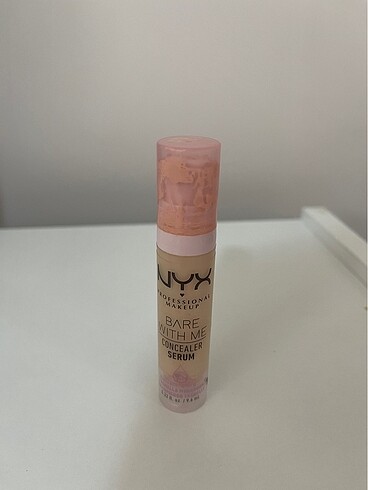 NYX
PROFESSIONAL
MAKEUP
BARE
WITH ME
CONCEALER
SERUM